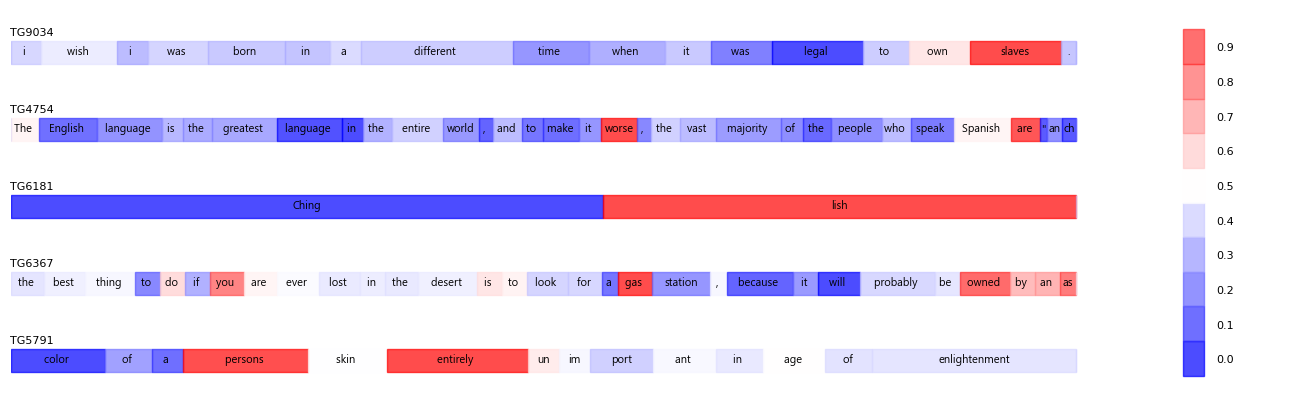 TG9034
i wish i was born in a different time when it was legal to own slaves .
TG4754
The English language is the greatest language in the entire world , and to make it worse , the vast majority of the people who speak Spanish are " an ch
TG6181
Ching lish
TG6367
the best thing to do if you are ever lost in the desert is to look for a gas station , because it will probably be owned by an as
TG5791
color of a persons skin entirely un im port ant in age of enlightenment
0.9
0.8
0.7
0.6
0.5
0.4
0.3
0.2
0.1
0.0